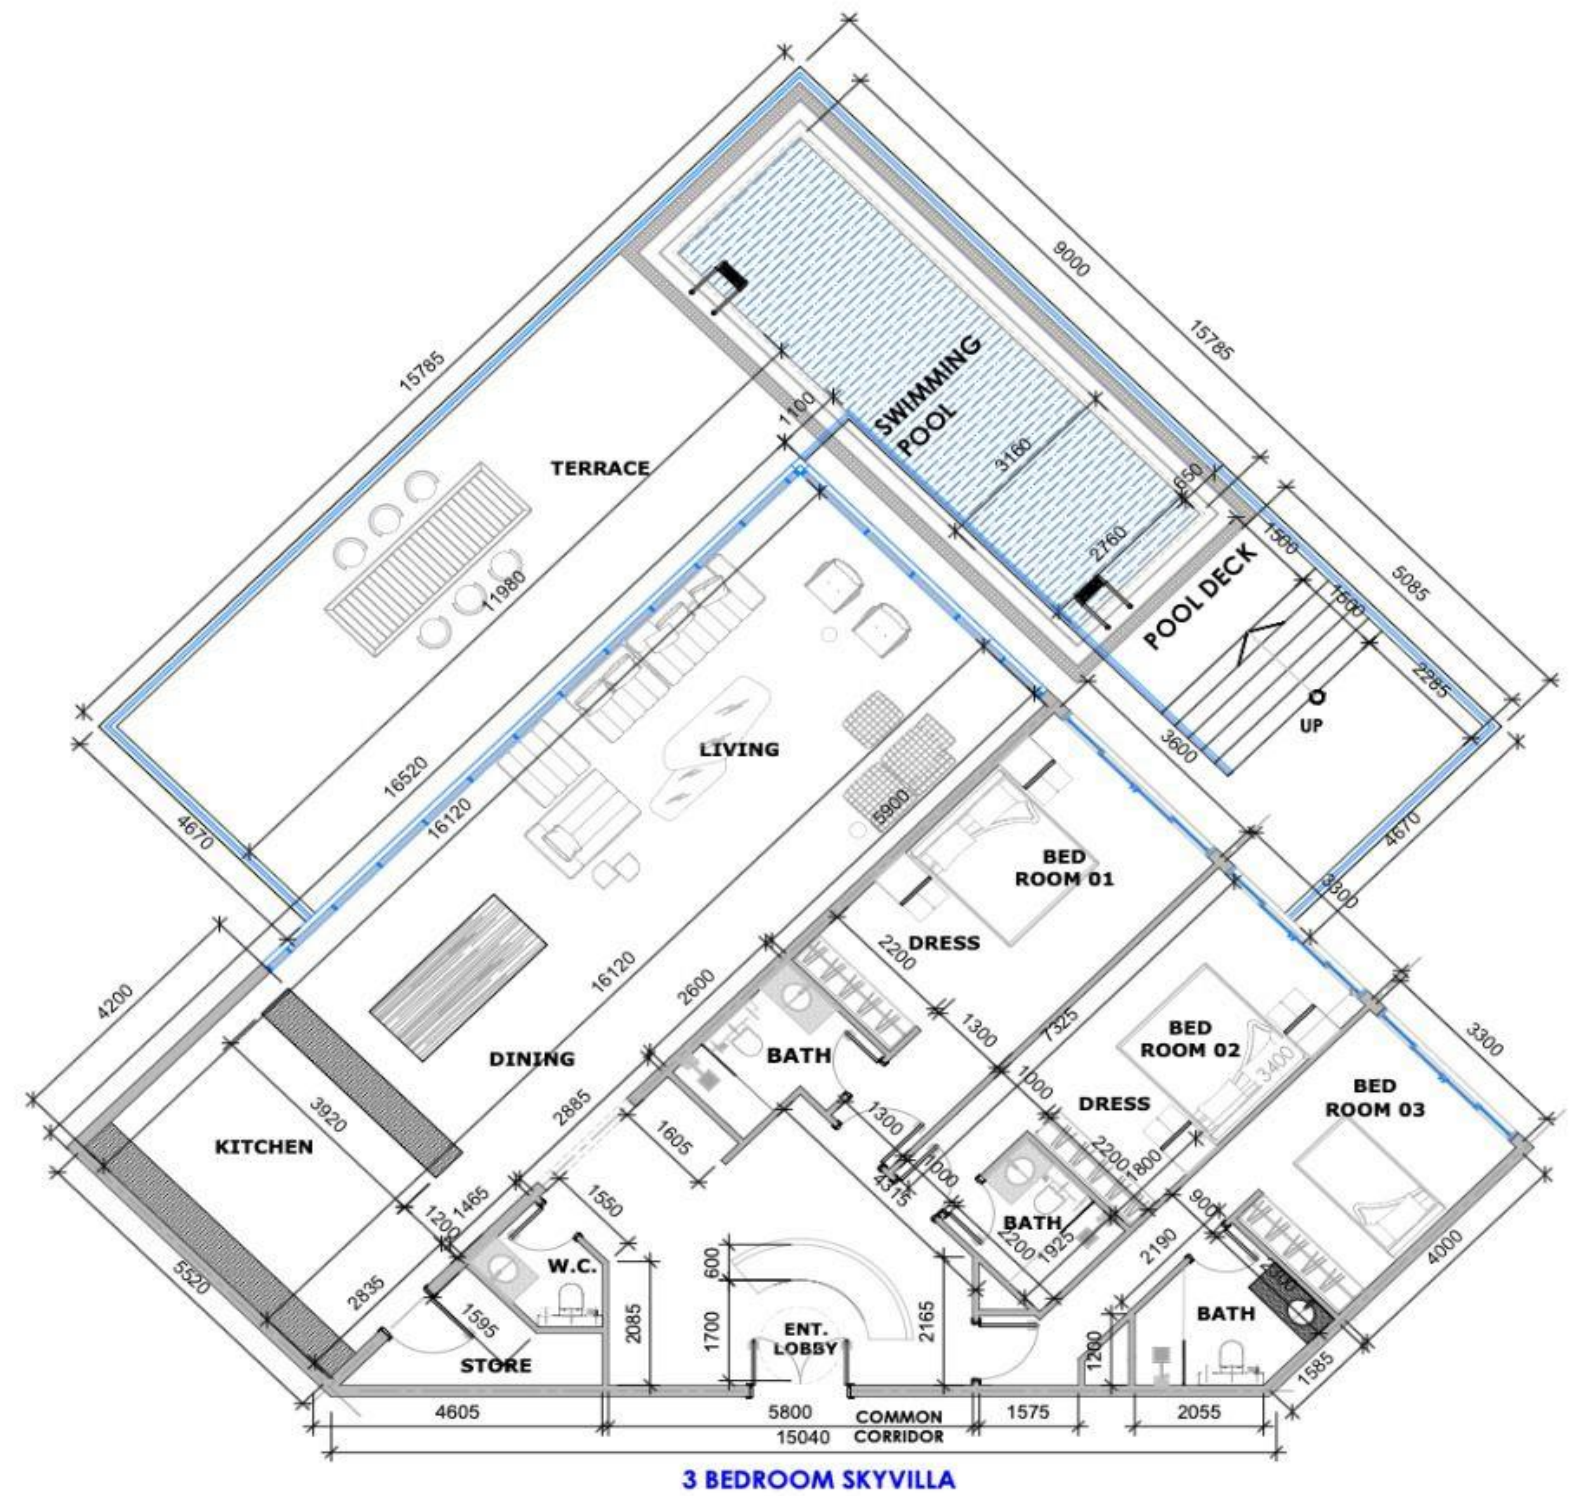 9000
15785
15785
1100
SWIMMING
POOL
3160
650
2760
1500
1500
5085
2285
POOL DECK
UP
TERRACE
11980
LIVING
3600
4670
4670
16520
16120
5900
3300
BED
ROOM 01
DRESS
2200
2600
16120
4200
1300
7325
BED
ROOM 02
3400
3300
DINING
BATH
1000
DRESS
BED
ROOM 03
KITCHEN
3920
2885
1605
1300
2200
1800
1000
4315
1465
1200
1550
BATH
2200
1925
900
2190
4000
5520
2835
W.C.
600
2300
1595
2085
1700
ENT.
LOBBY
2165
1200
BATH
STORE
1585
4605
5800
COMMON
CORRIDOR
1575
2055
15040
3 BEDROOM SKYVILLA